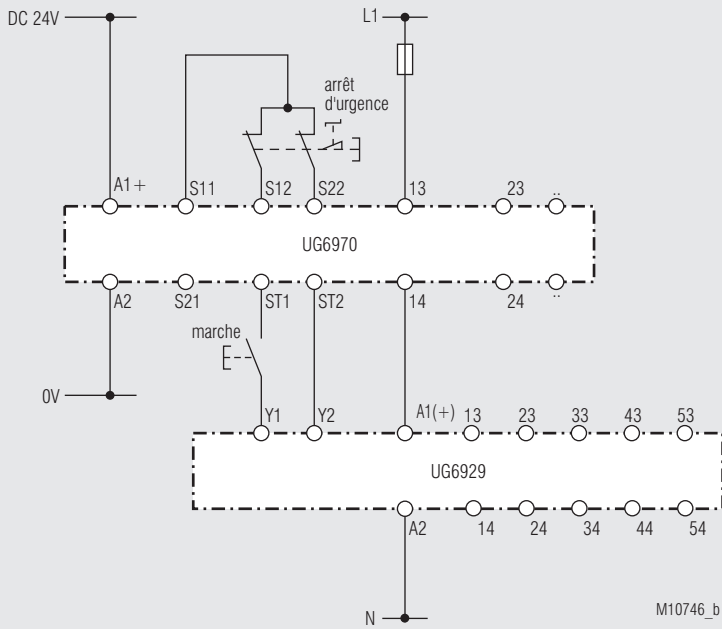 DC 24V
L1
arrêt
d'urgence
A1+ S11 S12 S22 13 23 ..
UG6970
A2 S21 ST1 ST2 14 24 ..
marche
0V
Y1 Y2 A1(+) 13 23 33 43 53
UG6929
A2 14 24 34 44 54
N
M10746_b